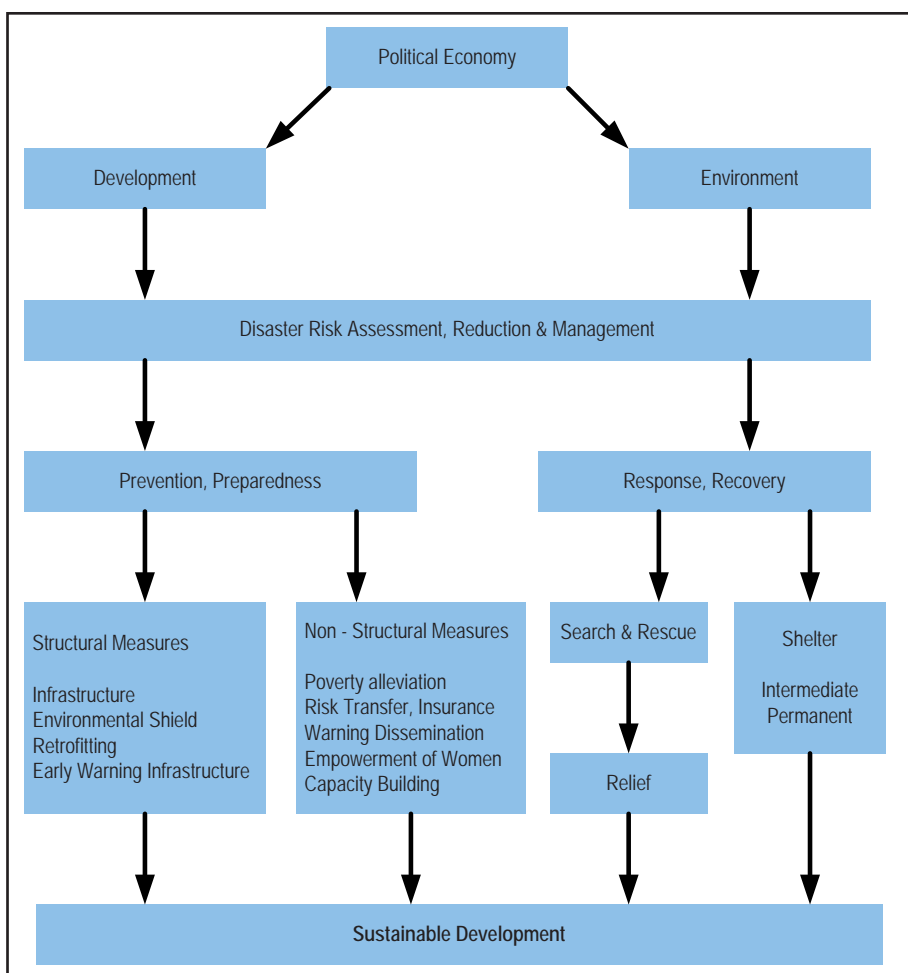 Political Economy
Development
Environment
Disaster Risk Assessment, Reduction & Management
Prevention, Preparedness
Response, Recovery
Structural Measures
Infrastructure
Environmental Shield
Retrofitting
Early Warning Infrastructure
Non - Structural Measures
Poverty alleviation
Risk Transfer, Insurance
Warning Dissemination
Empowerment of Women
Capacity Building
Search & Rescue
Relief
Shelter
Intermediate
Permanent
Sustainable Development